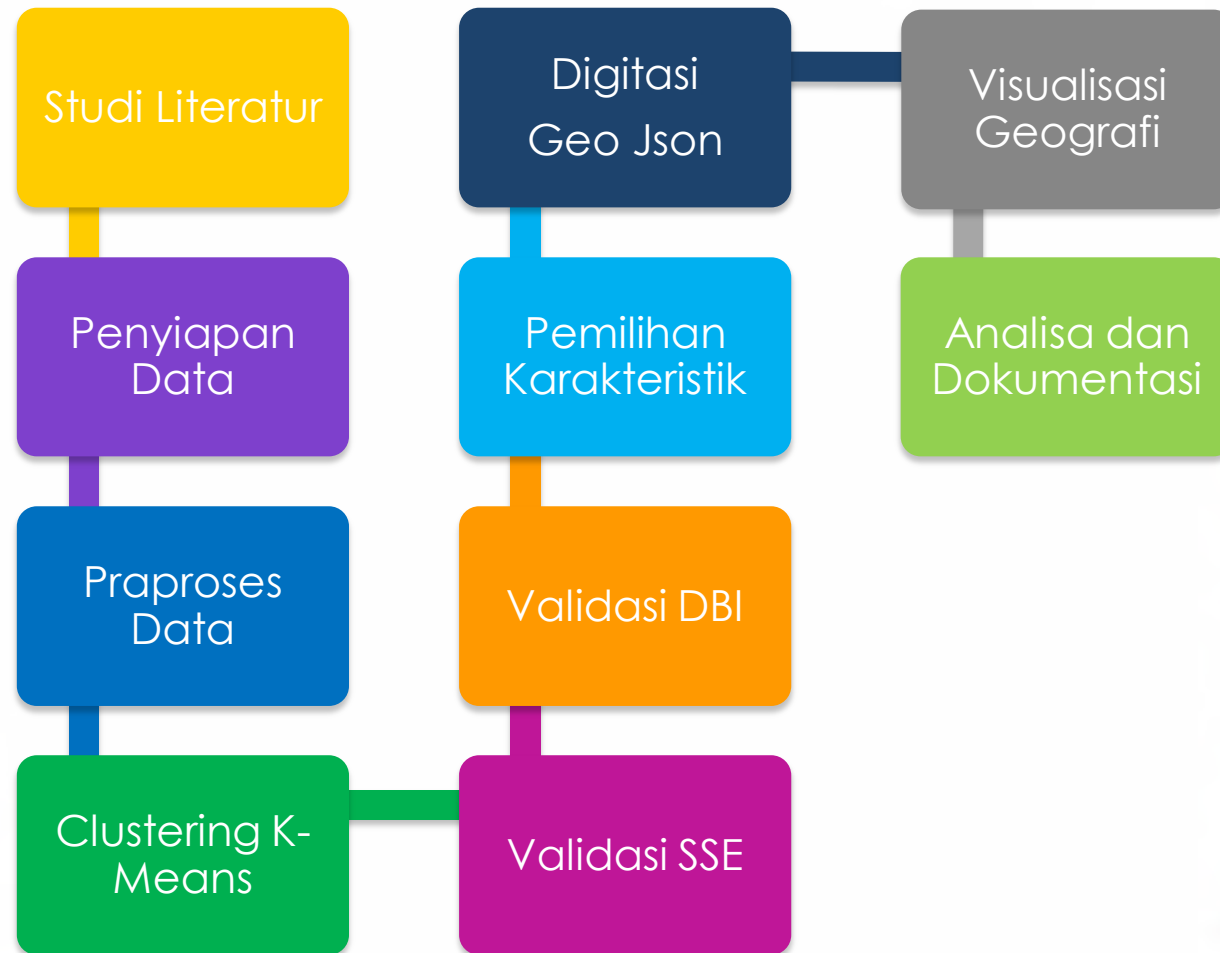 Studi Literatur
Penyiapan
Data
Praproses
Data
Clustering K-
Means
Validasi SSE
Validasi DBI
Pemilihan
Karakteristik
Digitasi
Geo Json
Visualisasi
Geografi
Analisa dan
Dokumentasi